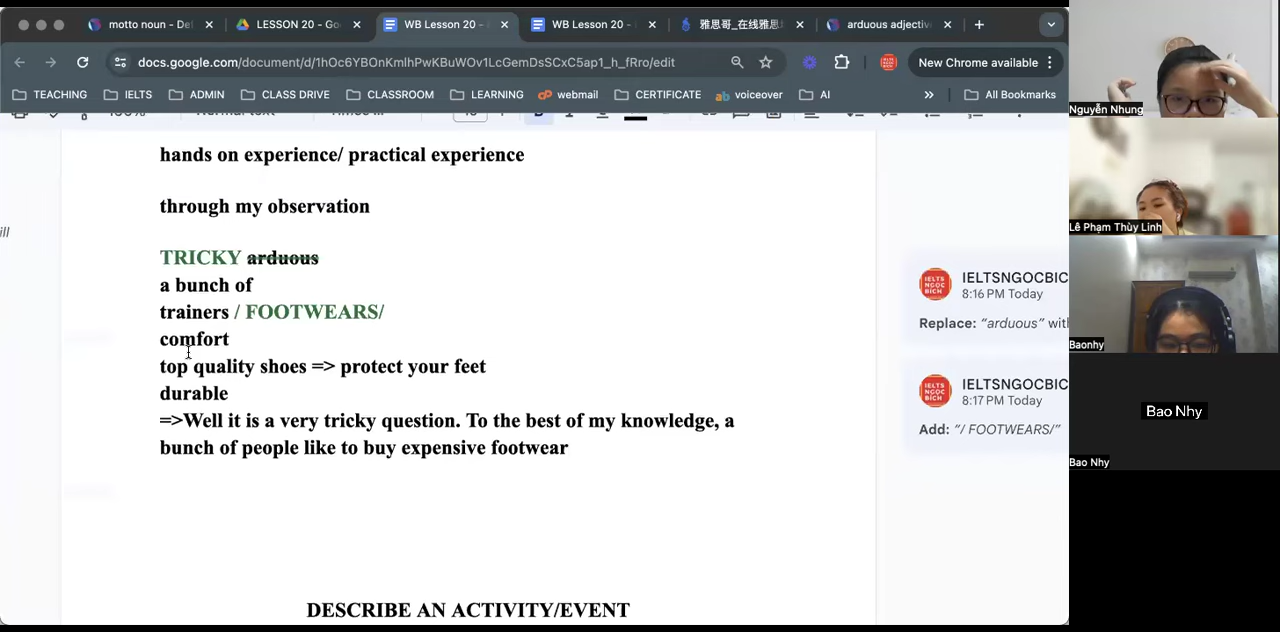 motto noun - De
LESSON 20 - Go
WB Lesson 20 -
WB Lesson 20 -
雅思哥_在线雅思
arduous adjectiv
docs.google.com/document/d/1hOc6YBOnKmlhPwKBuWOv1LcGemDsSCxC5ap1_h_fRro/edit
New Chrome available
TEACHING
IELTS
ADMIN
CLASS DRIVE
CLASSROOM
LEARNING
webmail
CERTIFICATE
voiceover
AI
»
All Bookmarks
hands on experience/ practical experience
through my observation
TRICKY arduous
a bunch of
trainers / FOOTWEARS/
comfort
top quality shoes => protect your feet
durable
=>Well it is a very tricky question. To the best of my knowledge, a
bunch of people like to buy expensive footwear
DESCRIBE AN ACTIVITY/EVENT
ill
IELTSNGOCBICH
8:16 PM Today
Replace: “arduous” with
IELTSNGOCBICH
8:17 PM Today
Add: “/ FOOTWEARS/”
Nguyễn Nhung
Lê Phạm Thùy Linh
Baonhy
Bao Nhy
Bao Nhy